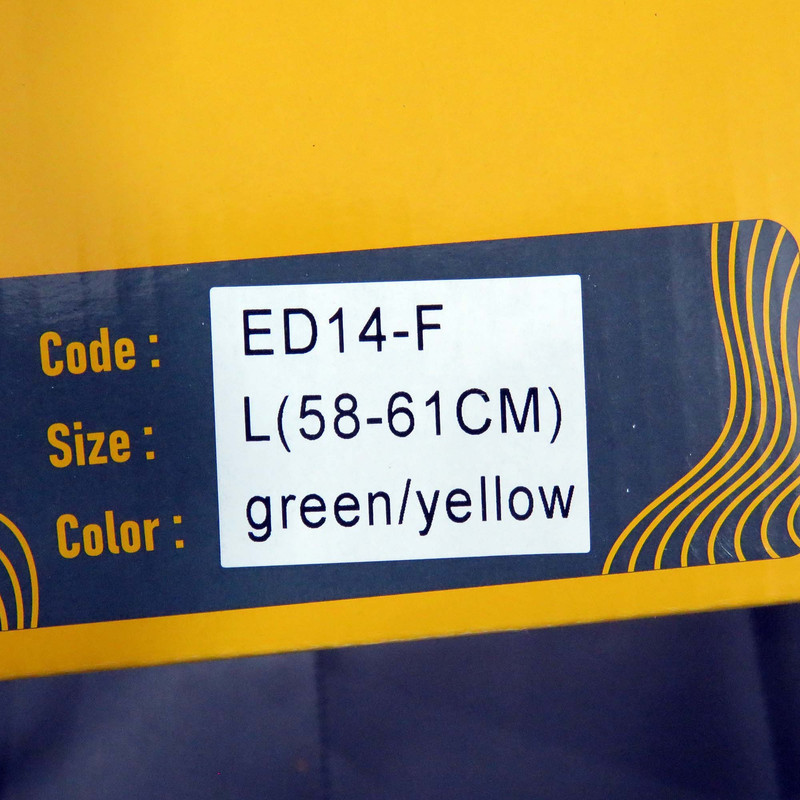 Code : ED14-F
Size : L(58-61CM)
Color : green/yellow